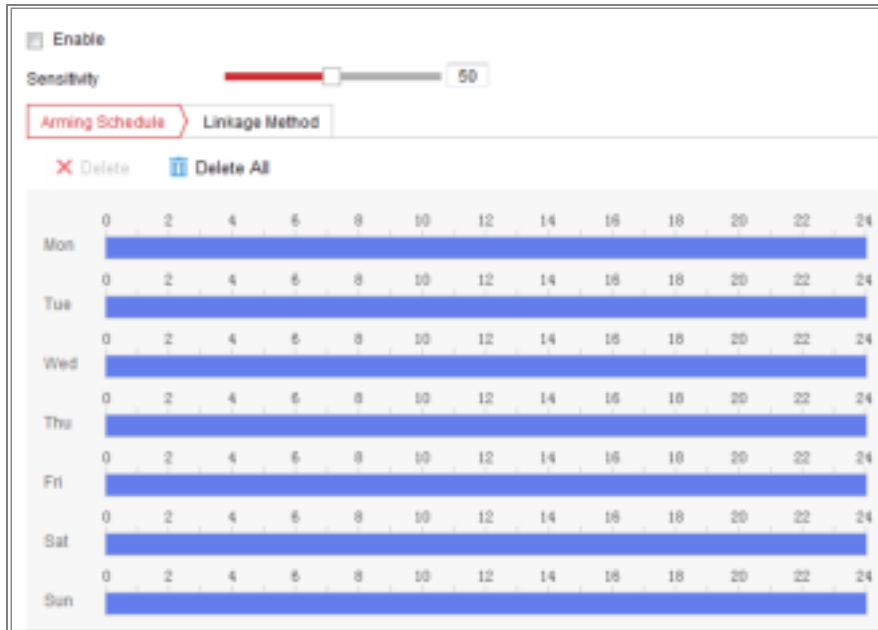 Enable
Sensitivity 50
Arming Schedule Linkage Method
Delete Delete All
0 2 4 6 8 10 12 14 16 18 20 22 24
Mon
0 2 4 6 8 10 12 14 16 18 20 22 24
Tue
0 2 4 6 8 10 12 14 16 18 20 22 24
Wed
0 2 4 6 8 10 12 14 16 18 20 22 24
Thu
0 2 4 6 8 10 12 14 16 18 20 22 24
Fri
0 2 4 6 8 10 12 14 16 18 20 22 24
Sat
0 2 4 6 8 10 12 14 16 18 20 22 24
Sun